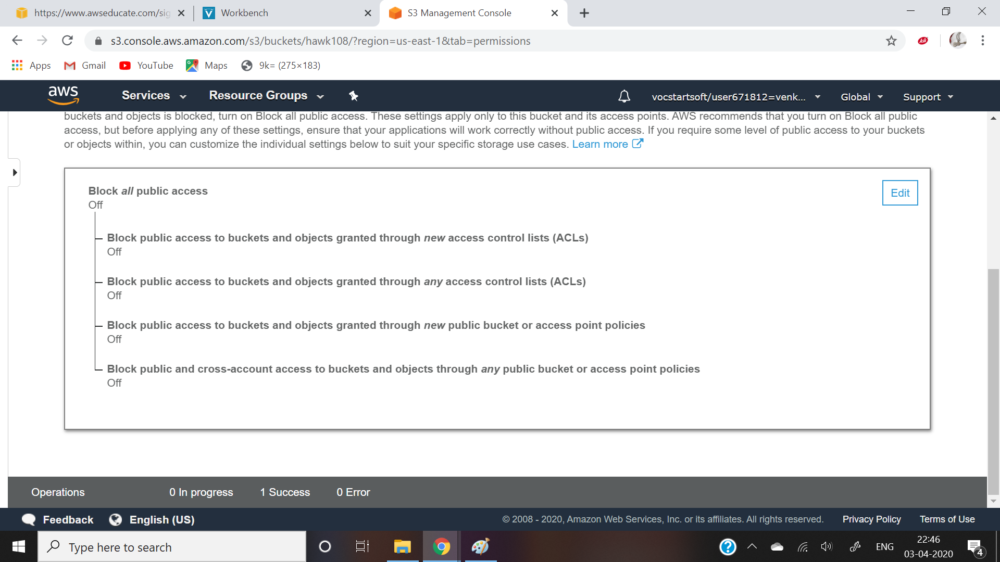 https://www.awseducate.com/sig
Workbench
S3 Management Console
s3.console.aws.amazon.com/s3/buckets/hawk108/?region=us-east-1&tab=permissions
Ask
Apps
Gmail
YouTube
Maps
9k= (275×183)
aws
Services
Resource Groups
vocstartsoft/user671812=venk...
Global
Support
buckets and objects is blocked, turn on Block all public access. These settings apply only to this bucket and its access points. AWS recommends that you turn on Block all public
access, but before applying any of these settings, ensure that your applications will work correctly without public access. If you require some level of public access to your buckets
or objects within, you can customize the individual settings below to suit your specific storage use cases. Learn more
Block all public access
Off
Edit
Block public access to buckets and objects granted through new access control lists (ACLs)
Off
Block public access to buckets and objects granted through any access control lists (ACLs)
Off
Block public access to buckets and objects granted through new public bucket or access point policies
Off
Block public and cross-account access to buckets and objects through any public bucket or access point policies
Off
Operations
0 In progress
1 Success
0 Error
Feedback
English (US)
© 2008 - 2020, Amazon Web Services, Inc. or its affiliates. All rights reserved.
Privacy Policy
Terms of Use
Type here to search
ENG
22:46
03-04-2020
4